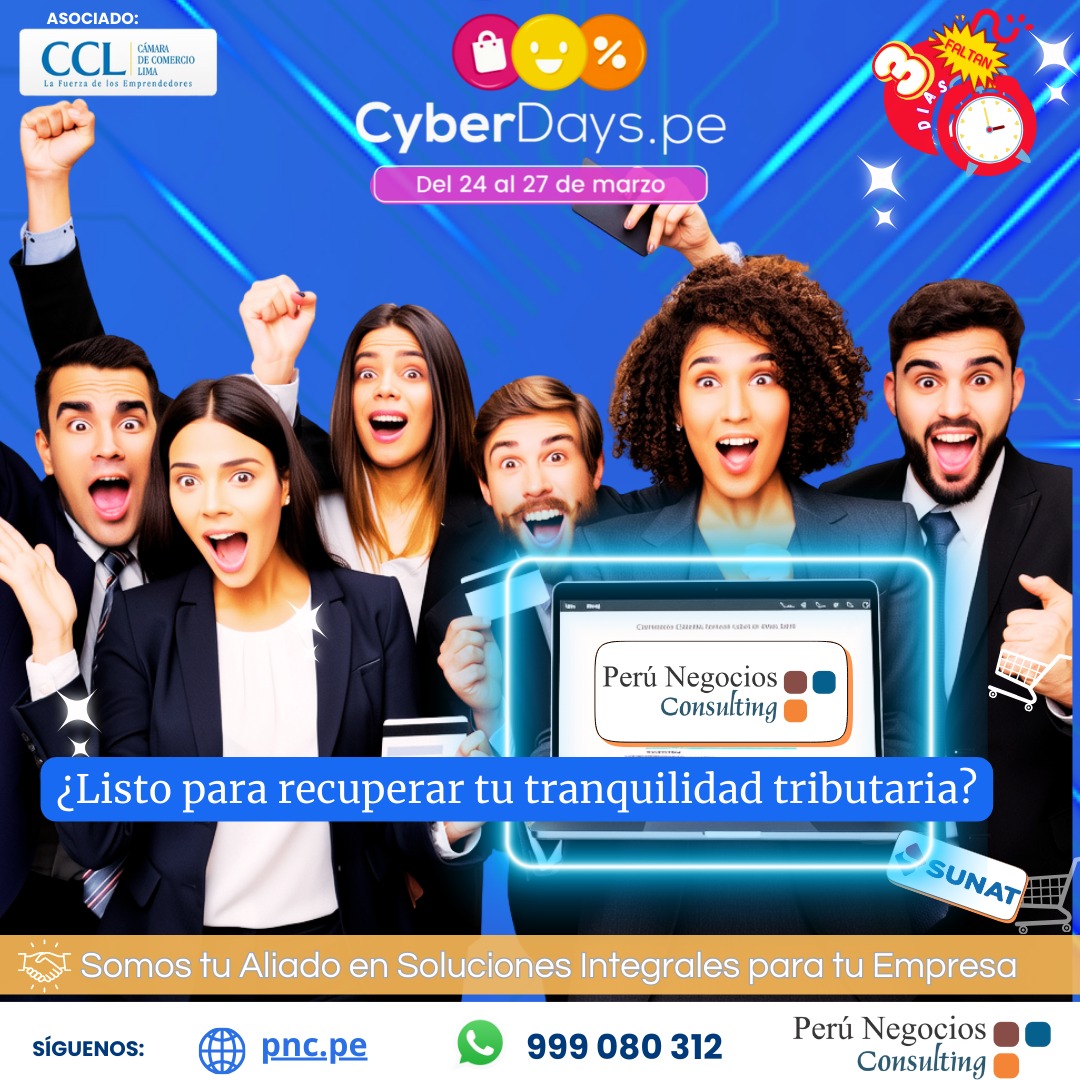 ASOCIADO:
CCL
CÁMARA
DE COMERCIO
LIMA
La Fuerza de los Emprendedores
FALTAN
3
DIAS
CyberDays.pe
Del 24 al 27 de marzo
Perú Negocios
Consulting
¿Listo para recuperar tu tranquilidad tributaria?
SUNAT
Somos tu Aliado en Soluciones Integrales para tu Empresa
SÍGUENOS:
pnc.pe
999 080 312
Perú Negocios
Consulting